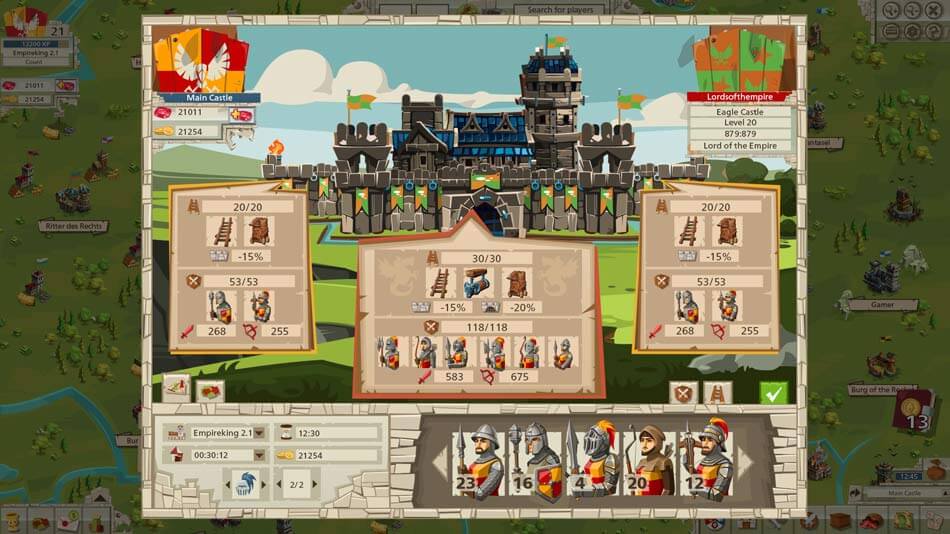 Search for players
21
12200 XP
Empireking 2.1
Count
21011
21254
Main Castle
21011
21254
Lordsofthempire
Eagle Castle
Level 20
879:879
Lord of the Empire
Ritter des Rechts
Gamer
20/20
-15%
53/53
268
255
30/30
-15%
-20%
118/118
583
675
20/20
-15%
53/53
268
255
Burg of the
13
Empireking 2.1
12:30
00:30:12
21254
2/2
23
16
4
20
12
12:45
Main Castle